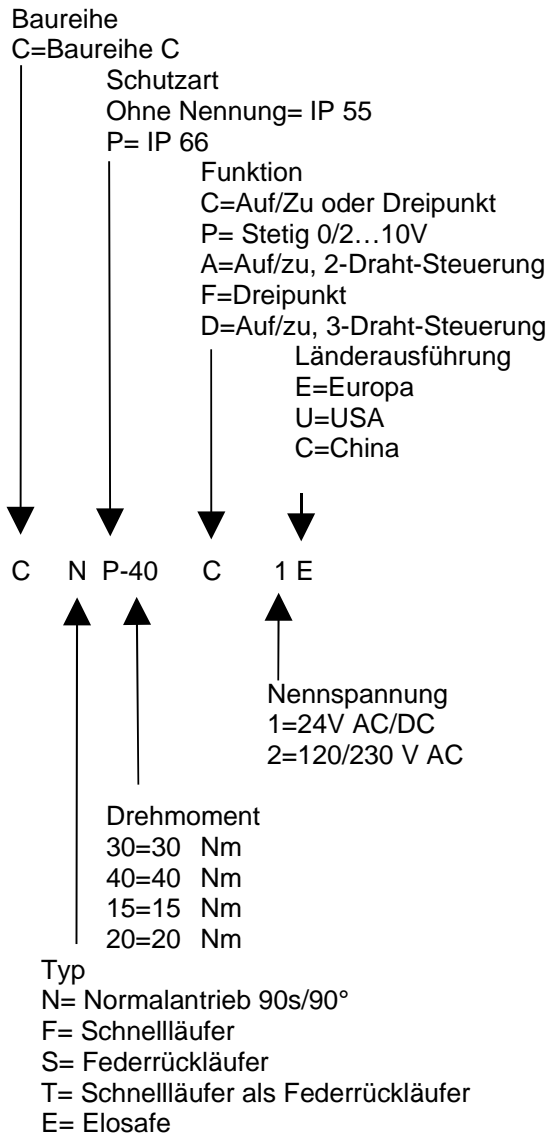 Baureihe
C=Baureihe C
Schutzart
Ohne Nennung= IP 55
P= IP 66
Funktion
C=Auf/Zu oder Dreipunkt
P= Stetig 0/2…10V
A=Auf/zu, 2-Draht-Steuerung
F=Dreipunkt
D=Auf/zu, 3-Draht-Steuerung
Länderausführung
E=Europa
U=USA
C=China
C N P-40 C 1 E
Nennspannung
1=24V AC/DC
2=120/230 V AC
Drehmoment
30=30 Nm
40=40 Nm
15=15 Nm
20=20 Nm
Typ
N= Normalantrieb 90s/90°
F= Schnellläufer
S= Federrückläufer
T= Schnellläufer als Federrückläufer
E= Elosafe